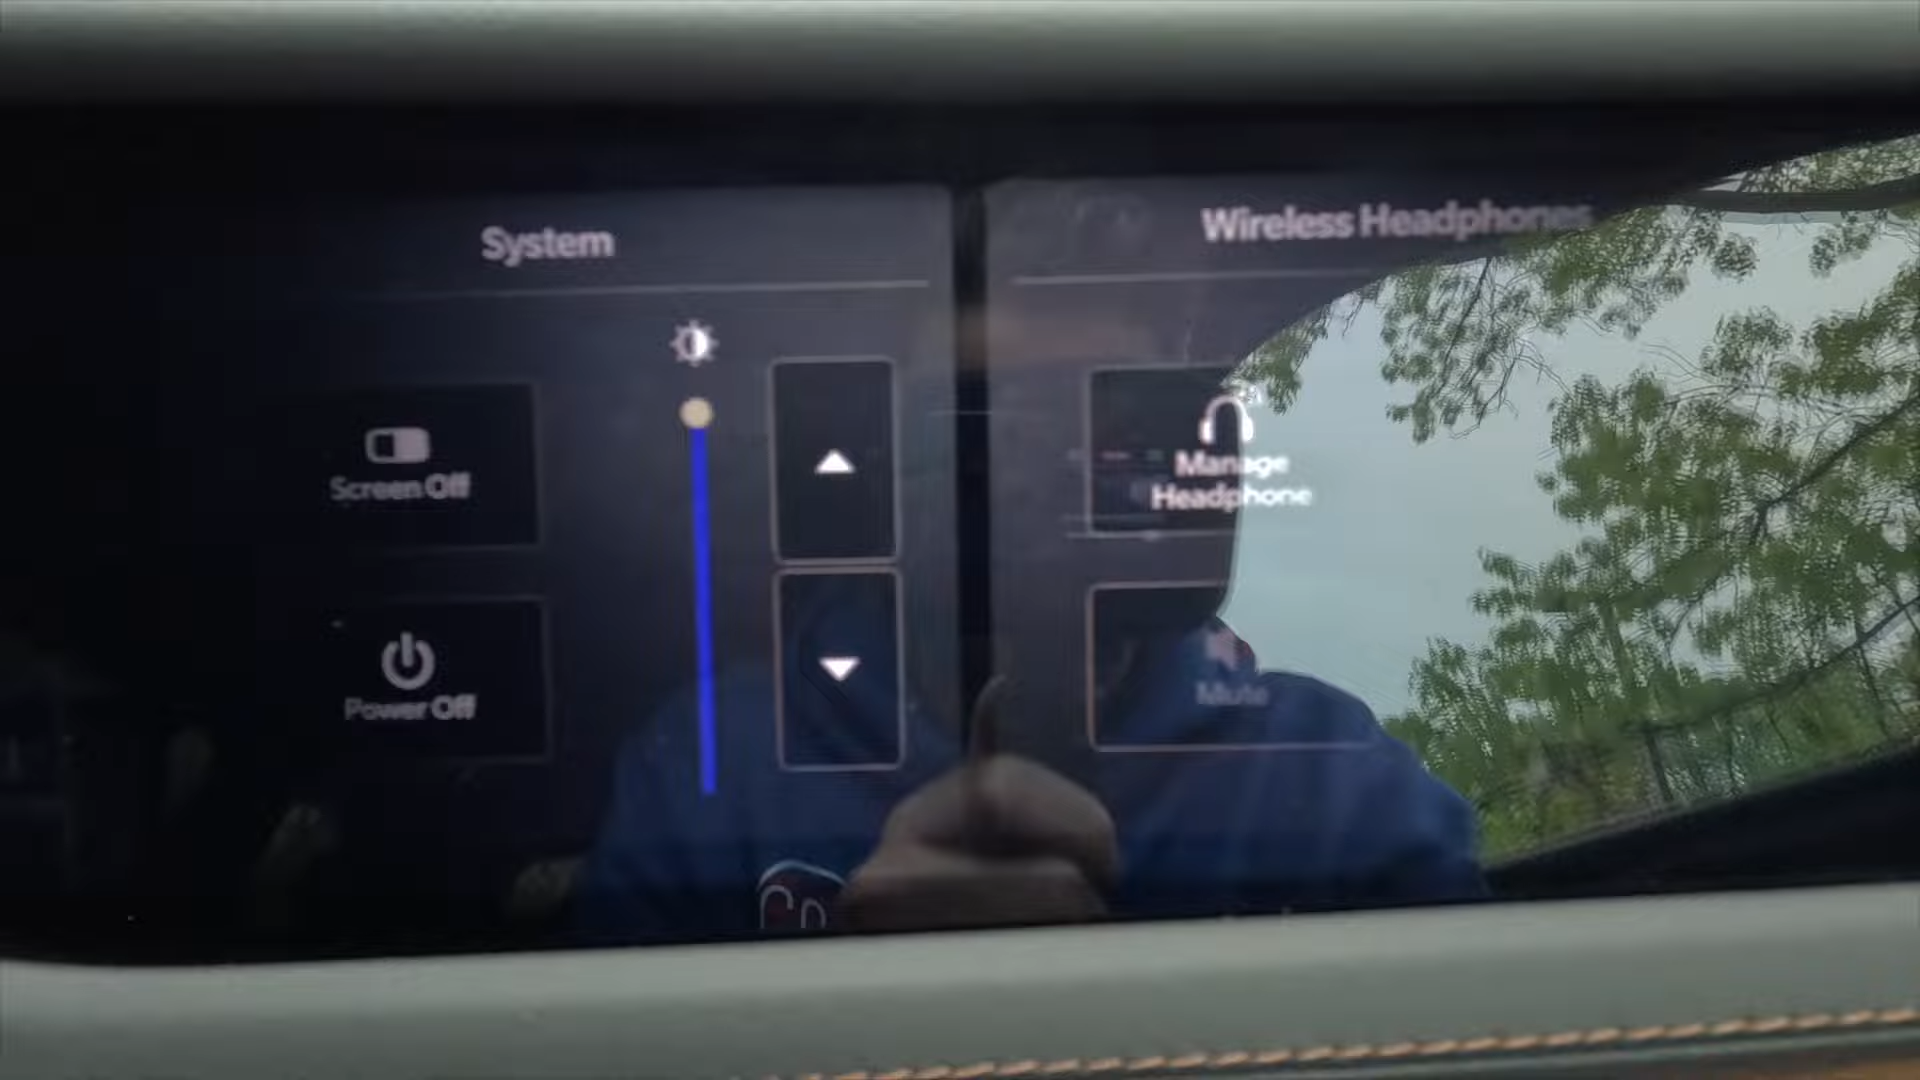 System
Wireless Headphones
Screen Off
Manage
Headphone
Power Off
Mute